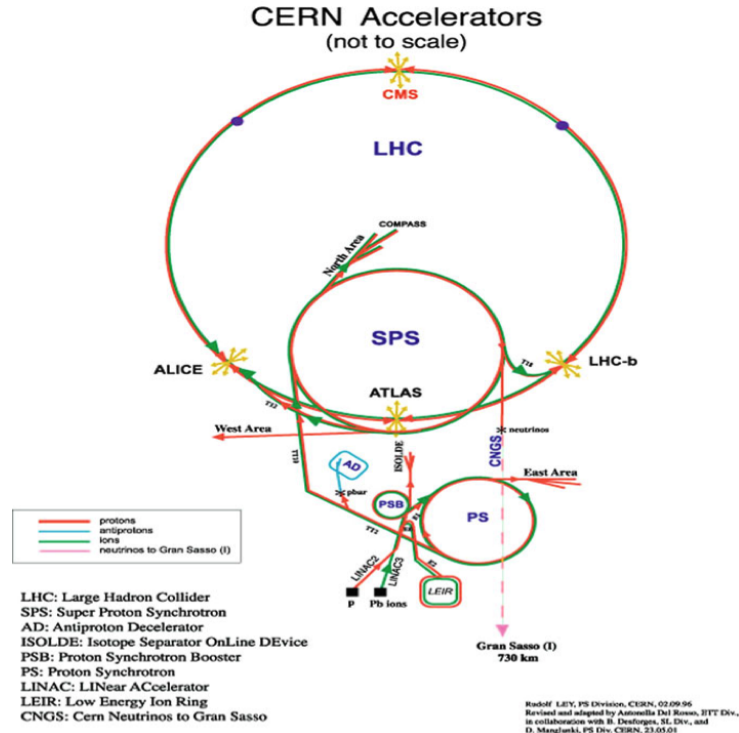 CERN Accelerators
(not to scale)
CMS
LHC
COMPASS
North Area
SPS
TI8
ALICE
LHC-b
ATLAS
TI2
West Area
neutrinos
CNGS
ISOLDE
TT10
East Area
AD
pbar
PSB
PS
TT2
E2
LINAC2
LINAC3
LEIR
P
Pb ions
Gran Sasso (I)
730 km
protons
antiprotons
ions
neutrinos to Gran Sasso (I)
LHC: Large Hadron Collider
SPS: Super Proton Synchrotron
AD: Antiproton Decelerator
ISOLDE: Isotope Separator OnLine DEvice
PSB: Proton Synchrotron Booster
PS: Proton Synchrotron
LINAC: LINear ACcelerator
LEIR: Low Energy Ion Ring
CNGS: Cern Neutrinos to Gran Sasso
Rudolf LEY, PS Division, CERN, 02.09.96
Revised and adapted by Antonella Del Rosso, ETT Div.,
in collaboration with B. Desforges, SL Div., and
D. Manglunki, PS Div. CERN, 23.05.01